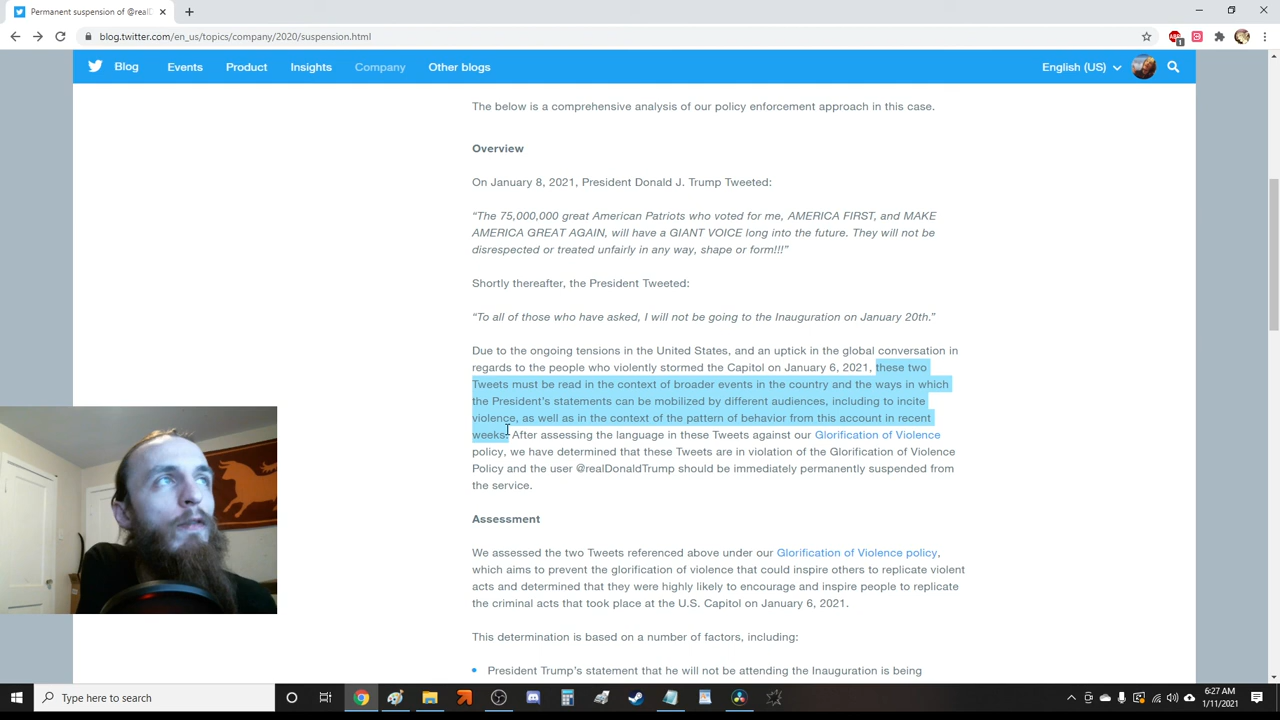 Permanent suspension of @realD
blog.twitter.com/en_us/topics/company/2020/suspension.html
Blog Events Product Insights Company Other blogs English (US)
The below is a comprehensive analysis of our policy enforcement approach in this case.
Overview
On January 8, 2021, President Donald J. Trump Tweeted:
“The 75,000,000 great American Patriots who voted for me, AMERICA FIRST, and MAKE
AMERICA GREAT AGAIN, will have a GIANT VOICE long into the future. They will not be
disrespected or treated unfairly in any way, shape or form!!!”
Shortly thereafter, the President Tweeted:
“To all of those who have asked, I will not be going to the Inauguration on January 20th.”
Due to the ongoing tensions in the United States, and an uptick in the global conversation in
regards to the people who violently stormed the Capitol on January 6, 2021, these two
Tweets must be read in the context of broader events in the country and the ways in which
the President’s statements can be mobilized by different audiences, including to incite
violence, as well as in the context of the pattern of behavior from this account in recent
weeks. After assessing the language in these Tweets against our Glorification of Violence
policy, we have determined that these Tweets are in violation of the Glorification of Violence
Policy and the user @realDonaldTrump should be immediately permanently suspended from
the service.
Assessment
We assessed the two Tweets referenced above under our Glorification of Violence policy,
which aims to prevent the glorification of violence that could inspire others to replicate violent
acts and determined that they were highly likely to encourage and inspire people to replicate
the criminal acts that took place at the U.S. Capitol on January 6, 2021.
This determination is based on a number of factors, including:
President Trump’s statement that he will not be attending the Inauguration is being
Type here to search
6:27 AM
1/11/2021